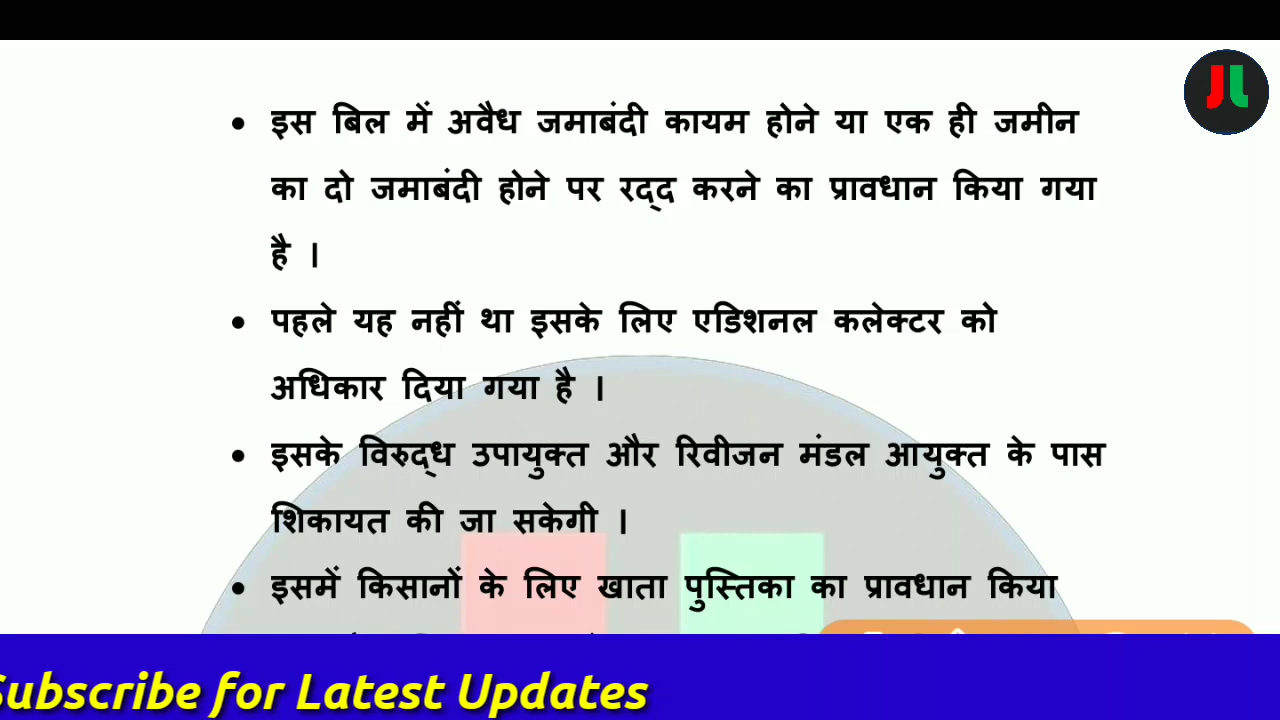 • इस बिल में अवैध जमाबंदी कायम होने या एक ही जमीन
का दो जमाबंदी होने पर रद्द करने का प्रावधान किया गया
है ।
• पहले यह नहीं था इसके लिए एडिशनल कलेक्टर को
अधिकार दिया गया है ।
• इसके विरुद्ध उपायुक्त और रिवीजन मंडल आयुक्त के पास
शिकायत की जा सकेगी ।
• इसमें किसानों के लिए खाता पुस्तिका का प्रावधान किया
Subscribe for Latest Updates